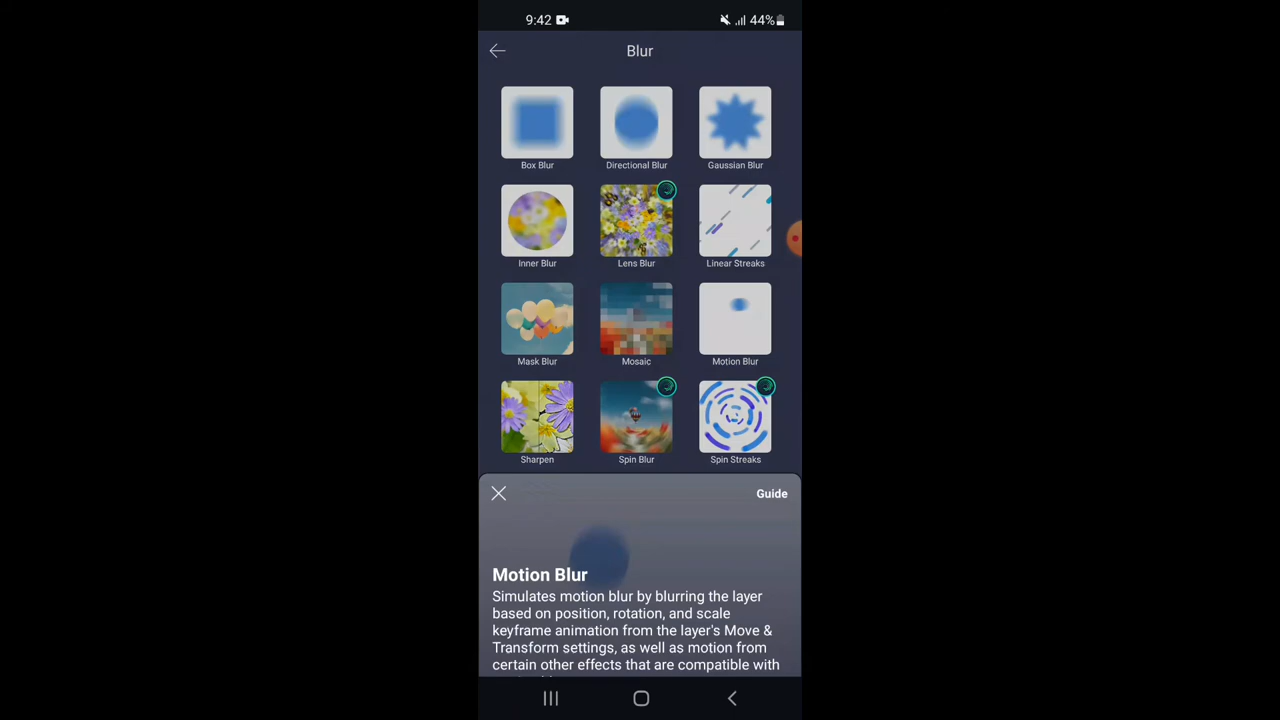 9:42
44%
Blur
Box Blur
Directional Blur
Gaussian Blur
Inner Blur
Lens Blur
Linear Streaks
Mask Blur
Mosaic
Motion Blur
Sharpen
Spin Blur
Spin Streaks
Guide
Motion Blur
Simulates motion blur by blurring the layer
based on position, rotation, and scale
keyframe animation from the layer's Move &
Transform settings, as well as motion from
certain other effects that are compatible with